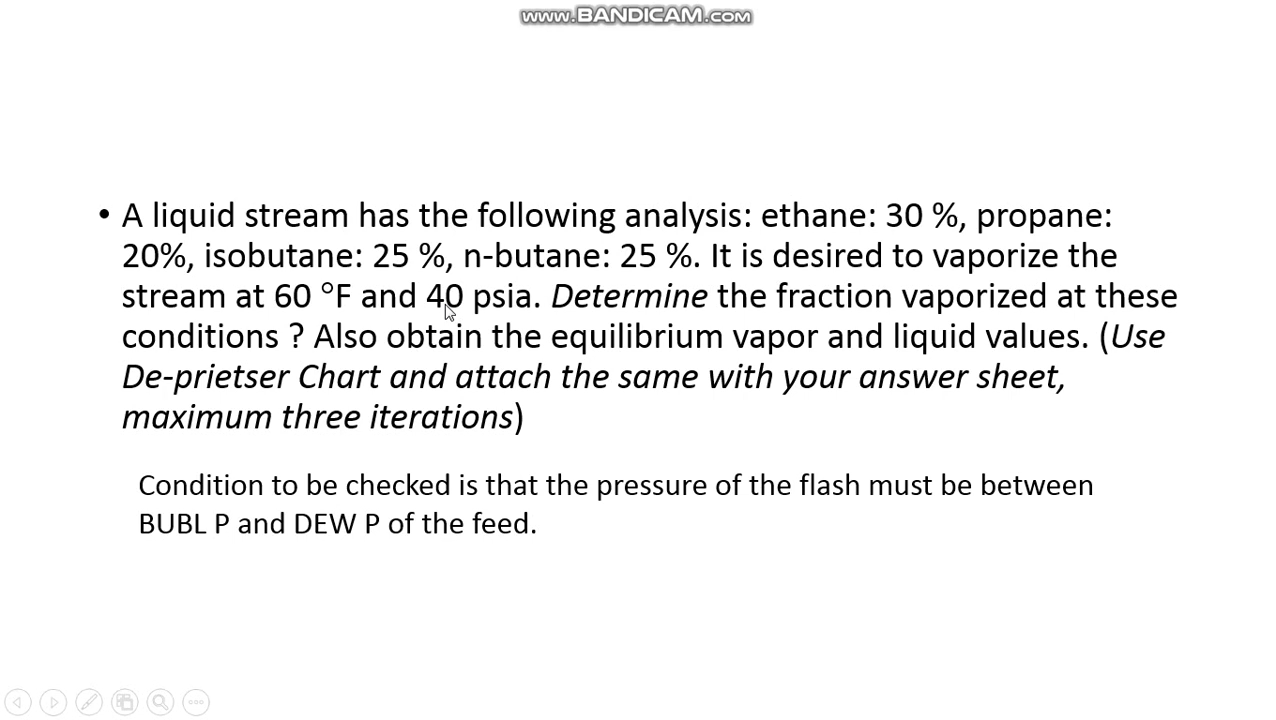 www.BANDICAM.com
• A liquid stream has the following analysis: ethane: 30 %, propane:
20%, isobutane: 25 %, n-butane: 25 %. It is desired to vaporize the
stream at 60 °F and 40 psia. Determine the fraction vaporized at these
conditions ? Also obtain the equilibrium vapor and liquid values. (Use
De-prietser Chart and attach the same with your answer sheet,
maximum three iterations)
Condition to be checked is that the pressure of the flash must be between
BUBL P and DEW P of the feed.